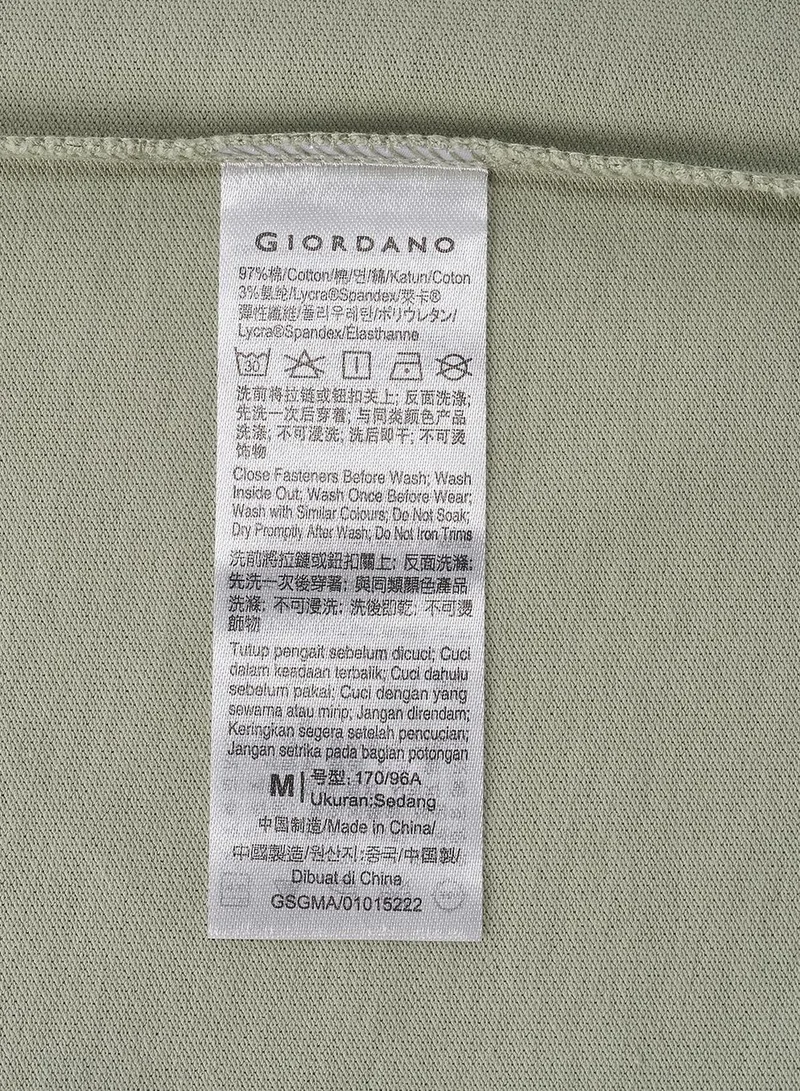 GIORDANO
97%棉/Cotton/棉/면/綿/Katun/Coton
3%氨纶/Lycra®Spandex/萊卡®
彈性纖維/폴리우레탄/ポリウレタン/
Lycra®Spandex/Élasthanne
30
洗前将拉链或钮扣关上; 反面洗涤;
先洗一次后穿着; 与同类颜色产品
洗涤; 不可浸洗; 洗后即干; 不可烫
饰物
Close Fasteners Before Wash; Wash
Inside Out; Wash Once Before Wear;
Wash with Similar Colours; Do Not Soak;
Dry Promptly After Wash; Do Not Iron Trims
洗前將拉鏈或鈕扣關上; 反面洗滌;
先洗一次後穿著; 與同類顏色產品
洗滌; 不可浸洗; 洗後即乾; 不可燙
飾物
Tutup pengait sebelum dicuci; Cuci
dalam keadaan terbalik; Cuci dahulu
sebelum pakai; Cuci dengan yang
sewarna atau mirip; Jangan direndam;
Keringkan segera setelah pencucian;
Jangan setrika pada bagian potongan
M 号型: 170/96A
Ukuran:Sedang
中国制造/Made in China/
中國製造/원산지:중국/中国製/
Dibuat di China
GSGMA/01015222